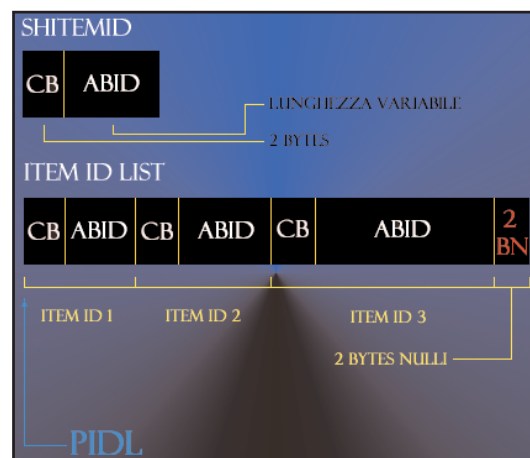 SHITEMID
CB ABID
LUNGHEZZA VARIABILE
2 BYTES
ITEM ID LIST
CB ABID CB ABID CB ABID 2 BN
ITEM ID 1 ITEM ID 2 ITEM ID 3
2 BYTES NULLI
PIDL